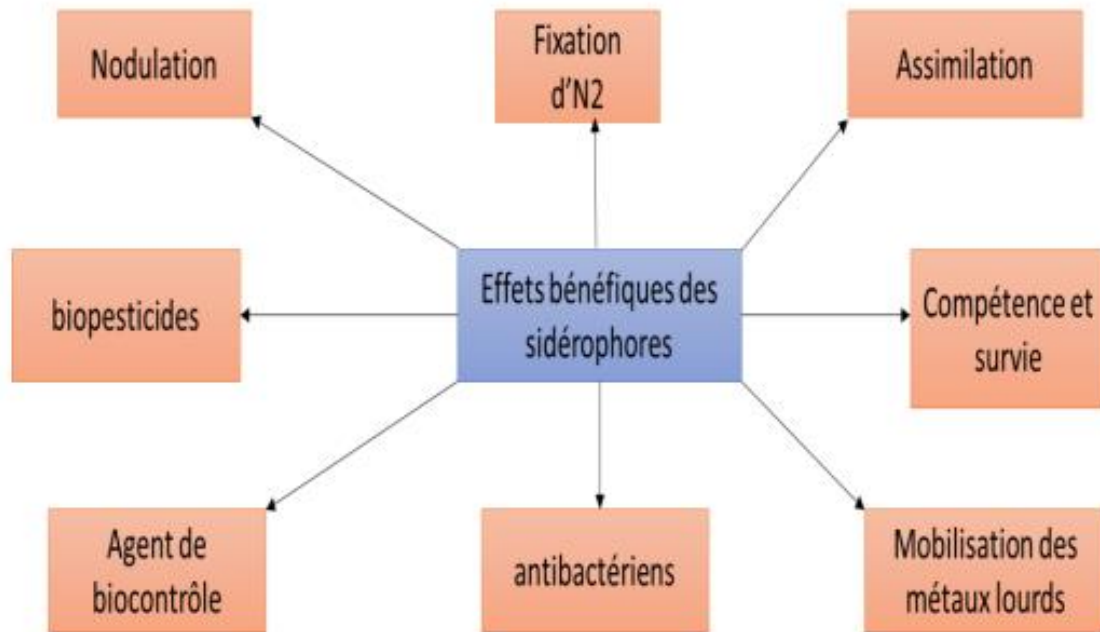 Nodulation
Fixation
d'N2
Assimilation
biopesticides
Effets bénéfiques des
sidérophores
Compétence et
survie
Agent de
biocontrôle
antibactériens
Mobilisation des
métaux lourds